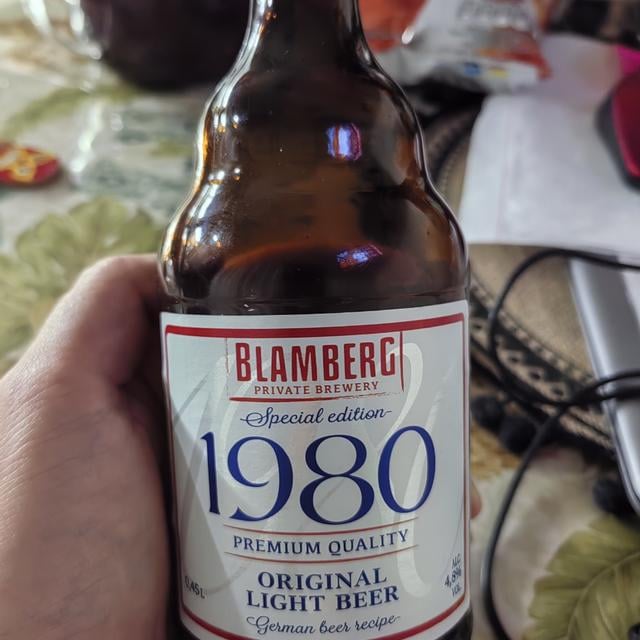 BLAMBERG
PRIVATE BREWERY
Special edition-
1980
PREMIUM QUALITY
0,45L
ORIGINAL
LIGHT BEER
ALC.
4,8%
VOL.
German beer recipe-